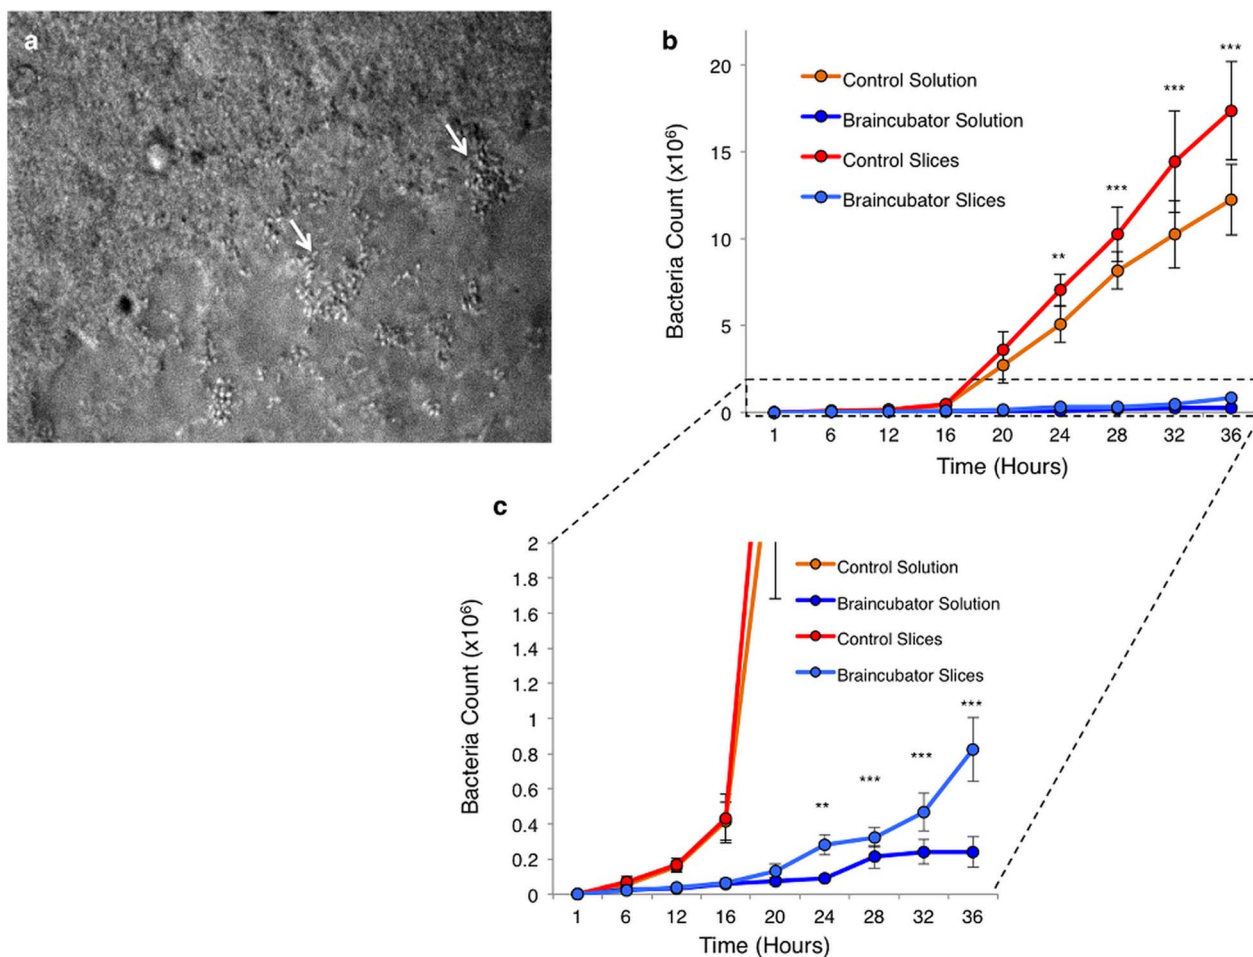 a
b
Bacteria Count (x10⁶)
20
15
10
5
0
Control Solution
Braincubator Solution
Control Slices
Braincubator Slices
**
***
***
***
1 6 12 16 20 24 28 32 36
Time (Hours)
c
Bacteria Count (x10⁶)
2
1.8
1.6
1.4
1.2
1
0.8
0.6
0.4
0.2
0
Control Solution
Braincubator Solution
Control Slices
Braincubator Slices
**
***
***
***
1 6 12 16 20 24 28 32 36
Time (Hours)